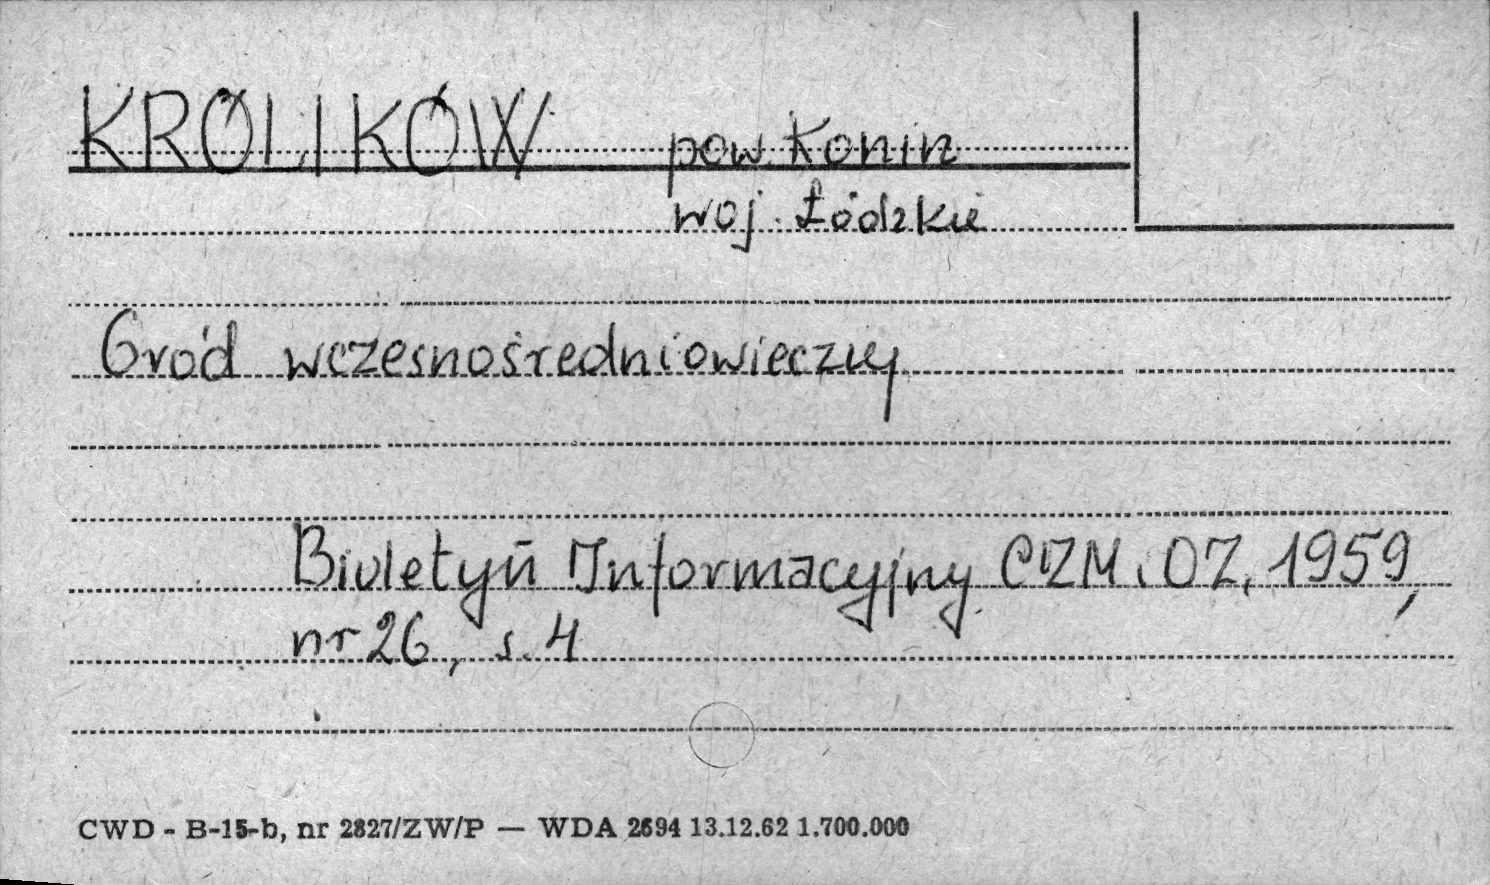 KRÓLIKÓW pow. Konin
woj. Łódzkie
Gród wczesnośredniowieczny
Biuletyn Informacyjny CZM. OZ, 1959,
nr 26, s. 4
CWD - B-15-b, nr 2827/ZW/P — WDA 2694 13.12.62 1.700.000